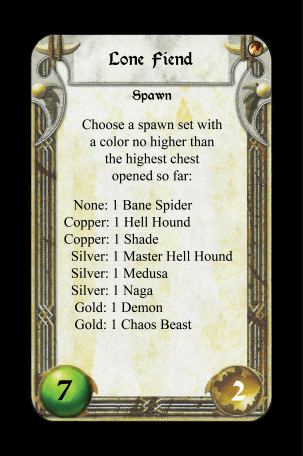 Lone Fiend
Spawn
Choose a spawn set with
a color no higher than
the highest chest
opened so far:
None: 1 Bane Spider
Copper: 1 Hell Hound
Copper: 1 Shade
Silver: 1 Master Hell Hound
Silver: 1 Medusa
Silver: 1 Naga
Gold: 1 Demon
Gold: 1 Chaos Beast
7
2